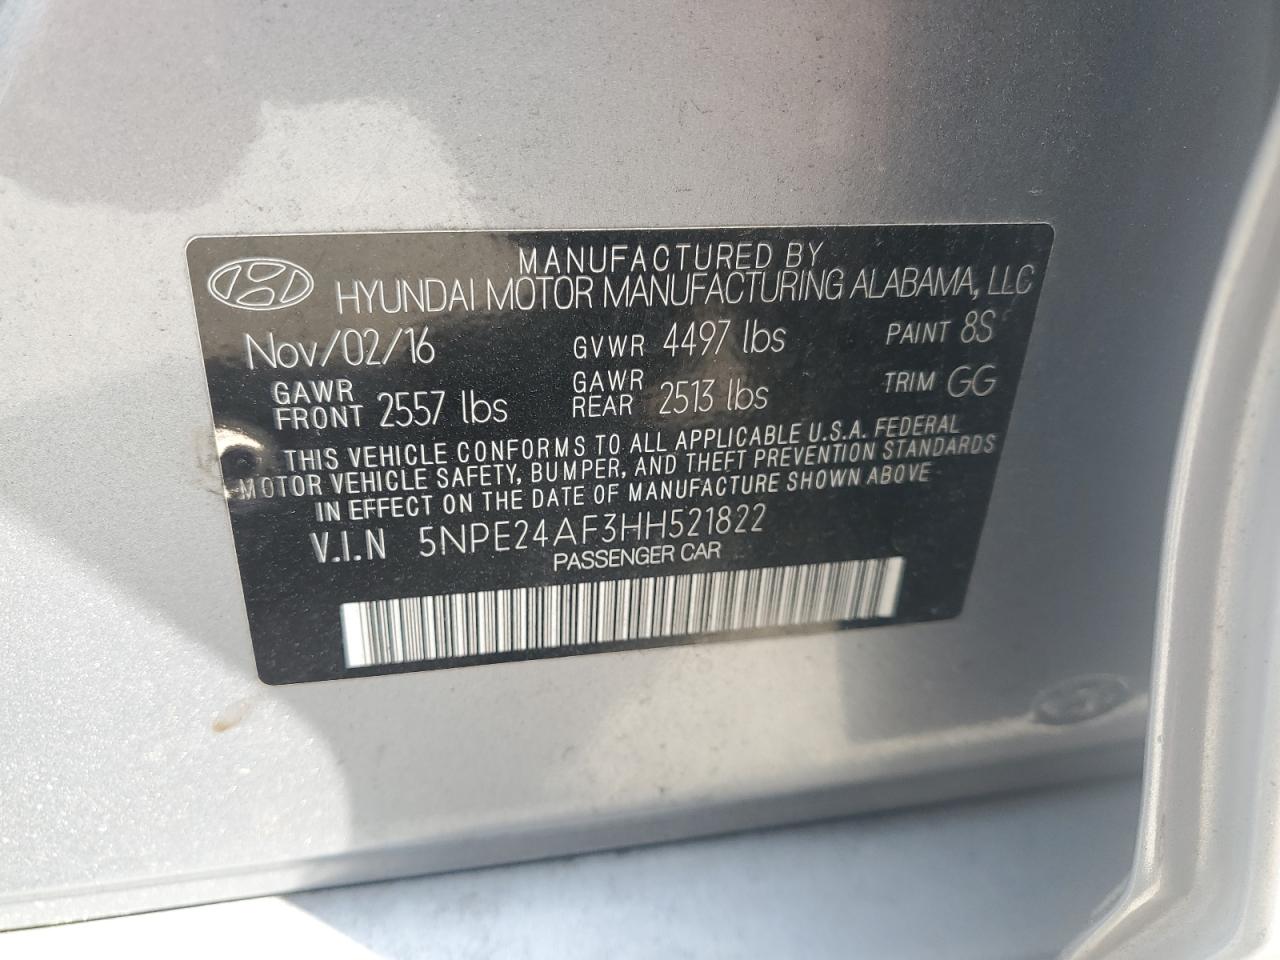 MANUFACTURED BY
HYUNDAI MOTOR MANUFACTURING ALABAMA, LLC
Nov/02/16 GVWR 4497 lbs PAINT 8S
GAWR FRONT 2557 lbs GAWR REAR 2513 lbs TRIM GG
THIS VEHICLE CONFORMS TO ALL APPLICABLE U.S.A. FEDERAL
MOTOR VEHICLE SAFETY, BUMPER, AND THEFT PREVENTION STANDARDS
IN EFFECT ON THE DATE OF MANUFACTURE SHOWN ABOVE
V.I.N 5NPE24AF3HH521822
PASSENGER CAR